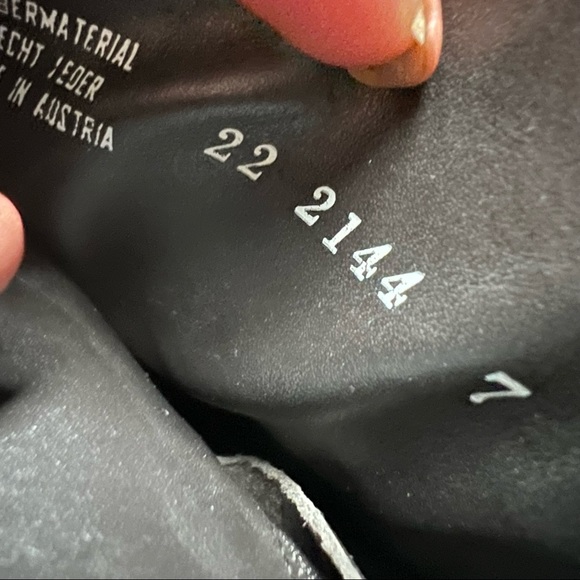 BERMATERIAL
ECHT LEDER
E IN AUSTRIA
22 2144 7